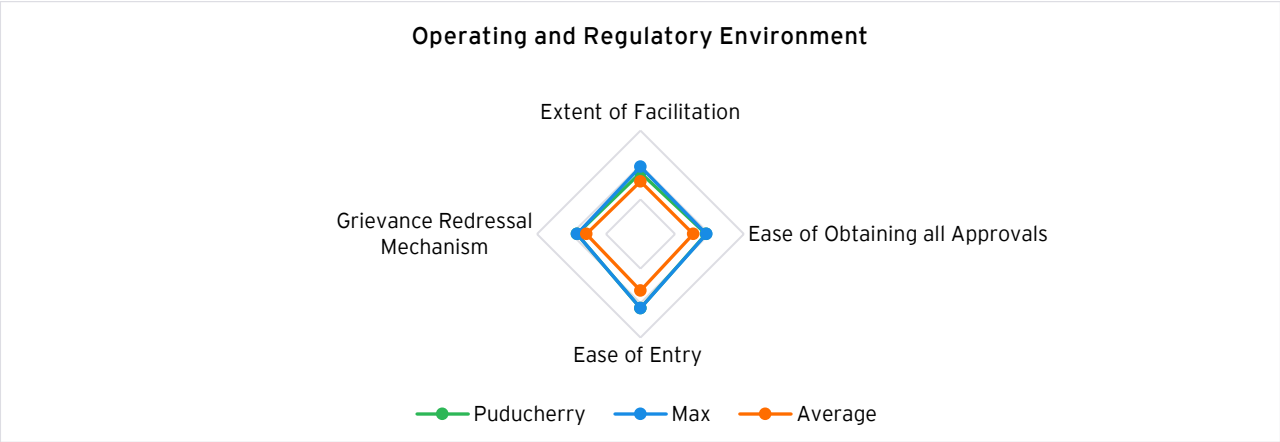 Operating and Regulatory Environment
Extent of Facilitation
Grievance Redressal
Mechanism
Ease of Obtaining all Approvals
Ease of Entry
Puducherry
Max
Average